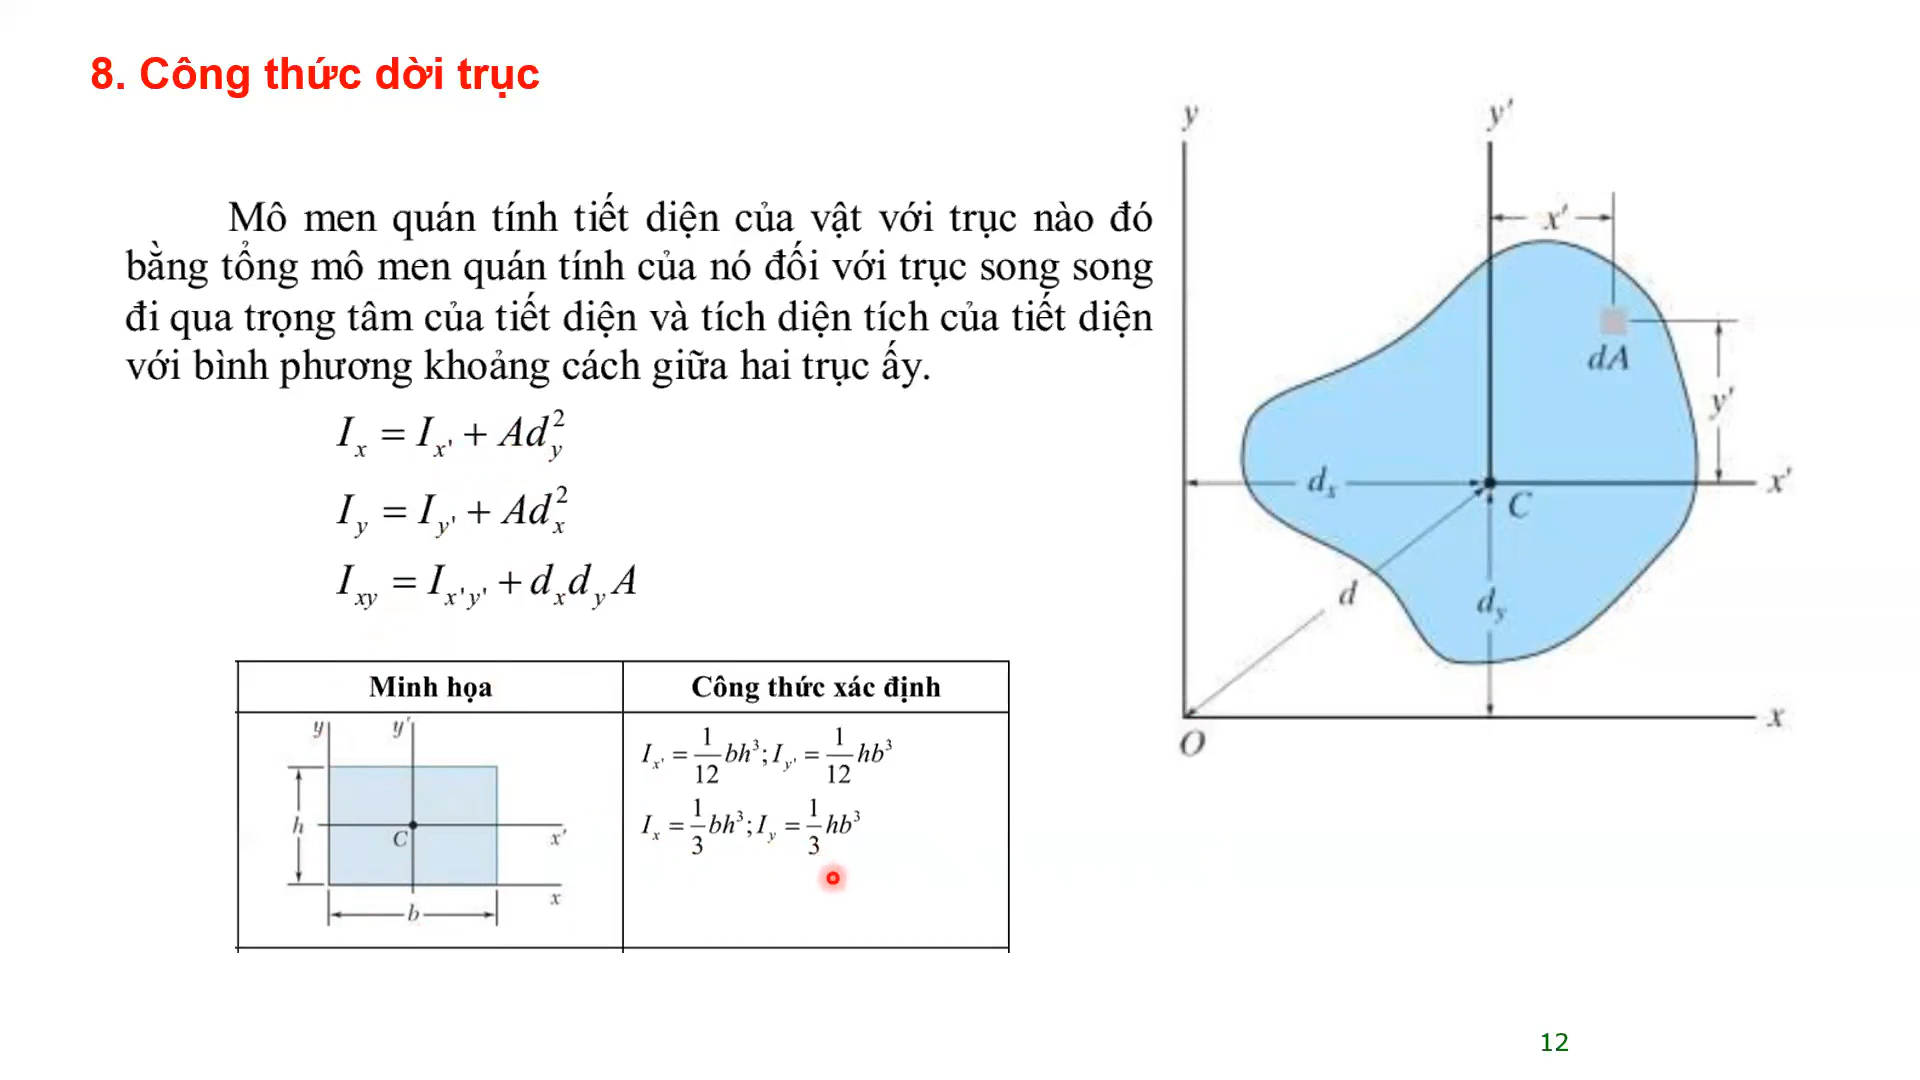 8. Công thức dời trục
Mô men quán tính tiết diện của vật với trục nào đó
bằng tổng mô men quán tính của nó đối với trục song song
đi qua trọng tâm của tiết diện và tích diện tích của tiết diện
với bình phương khoảng cách giữa hai trục ấy.
I_x = I_x' + Ad_y^2
I_y = I_y' + Ad_x^2
I_xy = I_x'y' + d_x d_y A
Minh họa
Công thức xác định
y y'
h
C
x'
x
b
I_x' = 1/12 bh^3; I_y' = 1/12 hb^3
I_x = 1/3 bh^3; I_y = 1/3 hb^3
y
y'
x'
dA
y'
d_x
x'
C
d
d_y
x
O
12